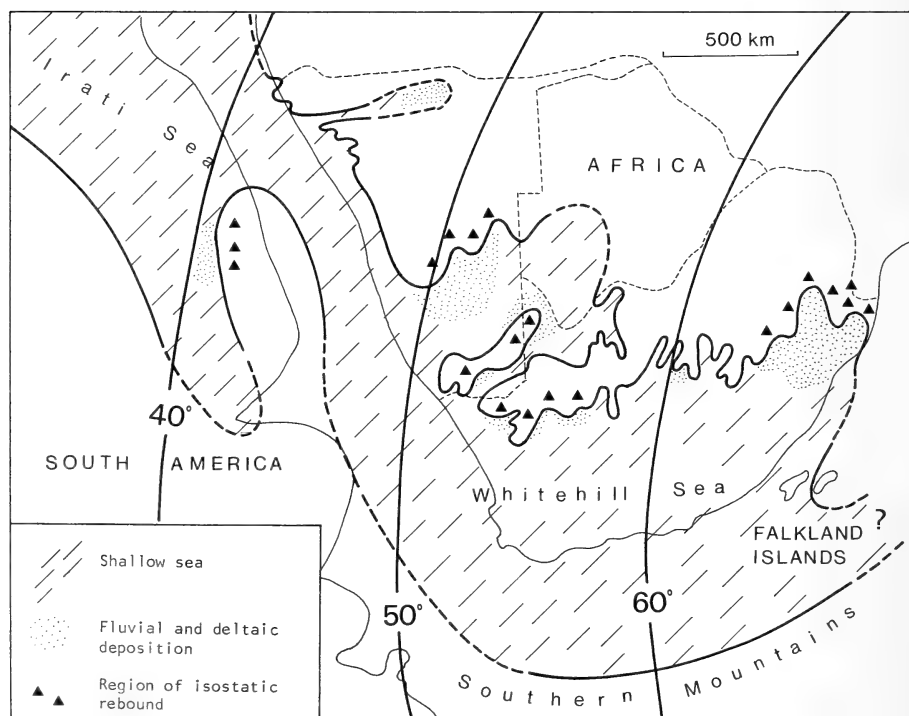 500 km
Irati Sea
AFRICA
40°
SOUTH AMERICA
Whitehill Sea
?
FALKLAND
ISLANDS
50°
60°
Southern Mountains
Shallow sea
Fluvial and deltaic
deposition
Region of isostatic
rebound